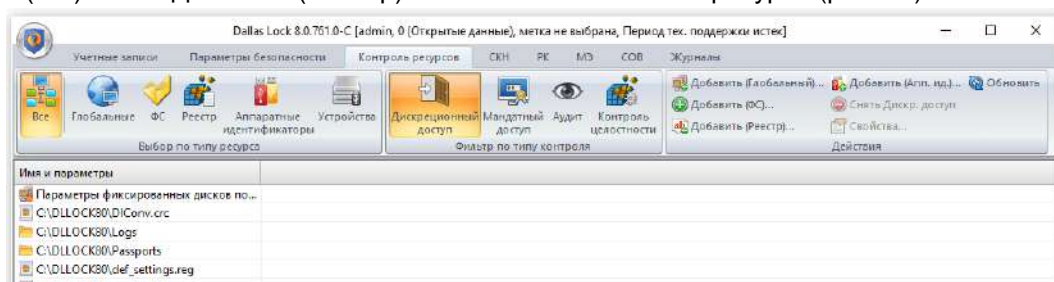 Dallas Lock 8.0.761.0-C [admin, 0 (Открытые данные), метка не выбрана, Период тех. поддержки истек]
Учетные записи Параметры безопасности Контроль ресурсов СКН РК МЭ СОВ Журналы
Все Глобальные ФС Реестр Аппаратные идентификаторы Устройства
Выбор по типу ресурса
Дискреционный доступ Мандатный доступ Аудит Контроль целостности
Фильтр по типу контроля
Добавить (Глобальный)... Добавить (Апп. ид.)... Обновить
Добавить (ФС)... Снять Дискр. доступ
Добавить (Реестр)... Свойства...
Действия
Имя и параметры
Параметры фиксированных дисков по...
C:\DLLOCK80\DlConv.crc
C:\DLLOCK80\Logs
C:\DLLOCK80\Passports
C:\DLLOCK80\def_settings.reg